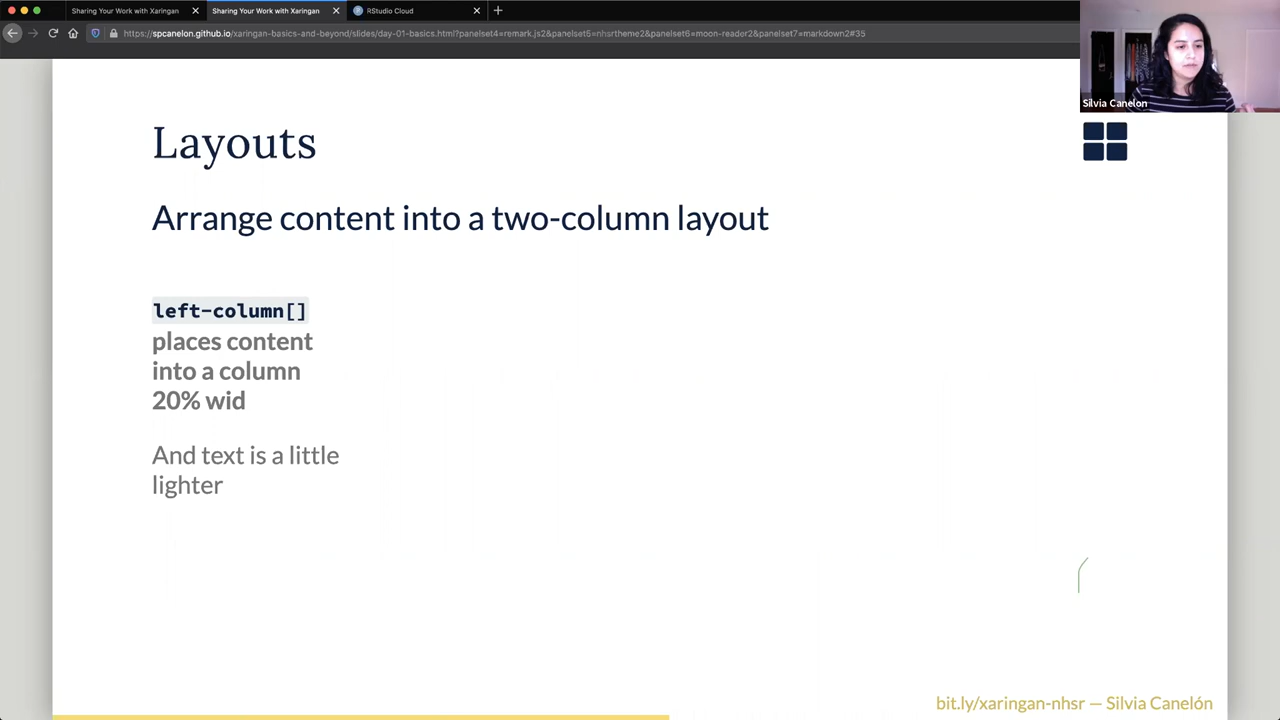 Sharing Your Work with Xaringan
Sharing Your Work with Xaringan
RStudio Cloud
https://spcanelon.github.io/xaringan-basics-and-beyond/slides/day-01-basics.html?panelset4=remark.js2&panelset5=nhsrtheme2&panelset6=moon-reader2&panelset7=markdown2#35
Silvia Canelon
Layouts
Arrange content into a two-column layout
left-column[]
places content
into a column
20% wid
And text is a little
lighter
bit.ly/xaringan-nhsr — Silvia Canelón